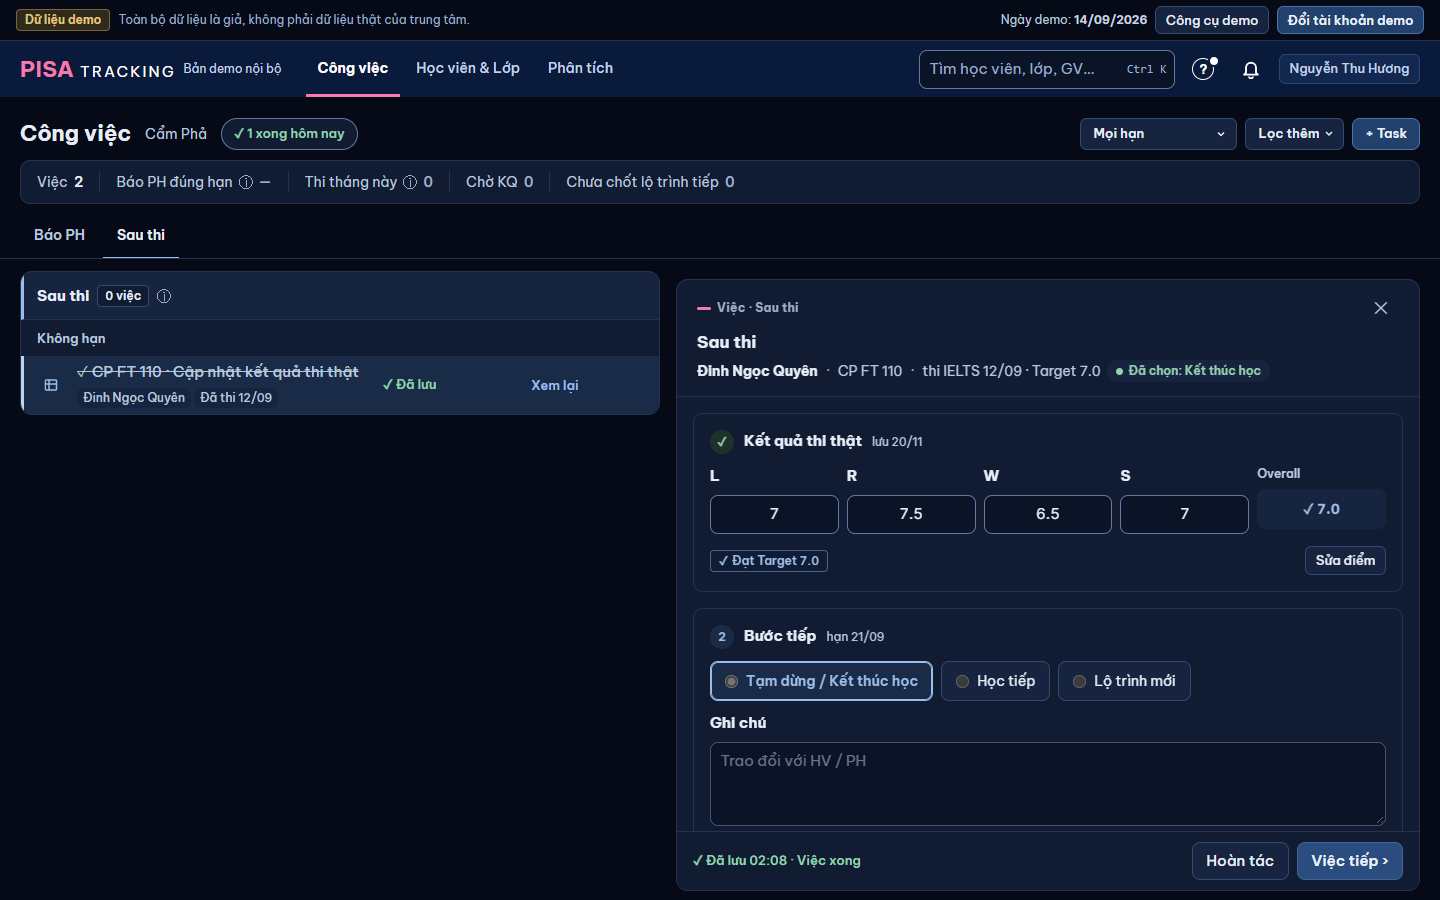 Dữ liệu demo Toàn bộ dữ liệu là giả, không phải dữ liệu thật của trung tâm. Ngày demo: 14/09/2026 Công cụ demo Đổi tài khoản demo
PISA TRACKING Bản demo nội bộ Công việc Học viên & Lớp Phân tích Tìm học viên, lớp, GV... Ctrl K ? Nguyễn Thu Hương
Công việc Cẩm Phả ✓ 1 xong hôm nay Mọi hạn Lọc thêm + Task
Việc 2 Báo PH đúng hạn ⓘ — Thi tháng này ⓘ 0 Chờ KQ 0 Chưa chốt lộ trình tiếp 0
Báo PH Sau thi
Sau thi 0 việc ⓘ
Không hạn
✓ CP FT 110 · Cập nhật kết quả thi thật
Đinh Ngọc Quyên Đã thi 12/09
✓ Đã lưu Xem lại
Việc · Sau thi
Sau thi
Đinh Ngọc Quyên · CP FT 110 · thi IELTS 12/09 · Target 7.0 Đã chọn: Kết thúc học
✓ Kết quả thi thật lưu 20/11
L R W S Overall
7 7.5 6.5 7 ✓ 7.0
✓ Đạt Target 7.0 Sửa điểm
2 Bước tiếp hạn 21/09
Tạm dừng / Kết thúc học Học tiếp Lộ trình mới
Ghi chú
Trao đổi với HV / PH
✓ Đã lưu 02:08 · Việc xong Hoàn tác Việc tiếp ›